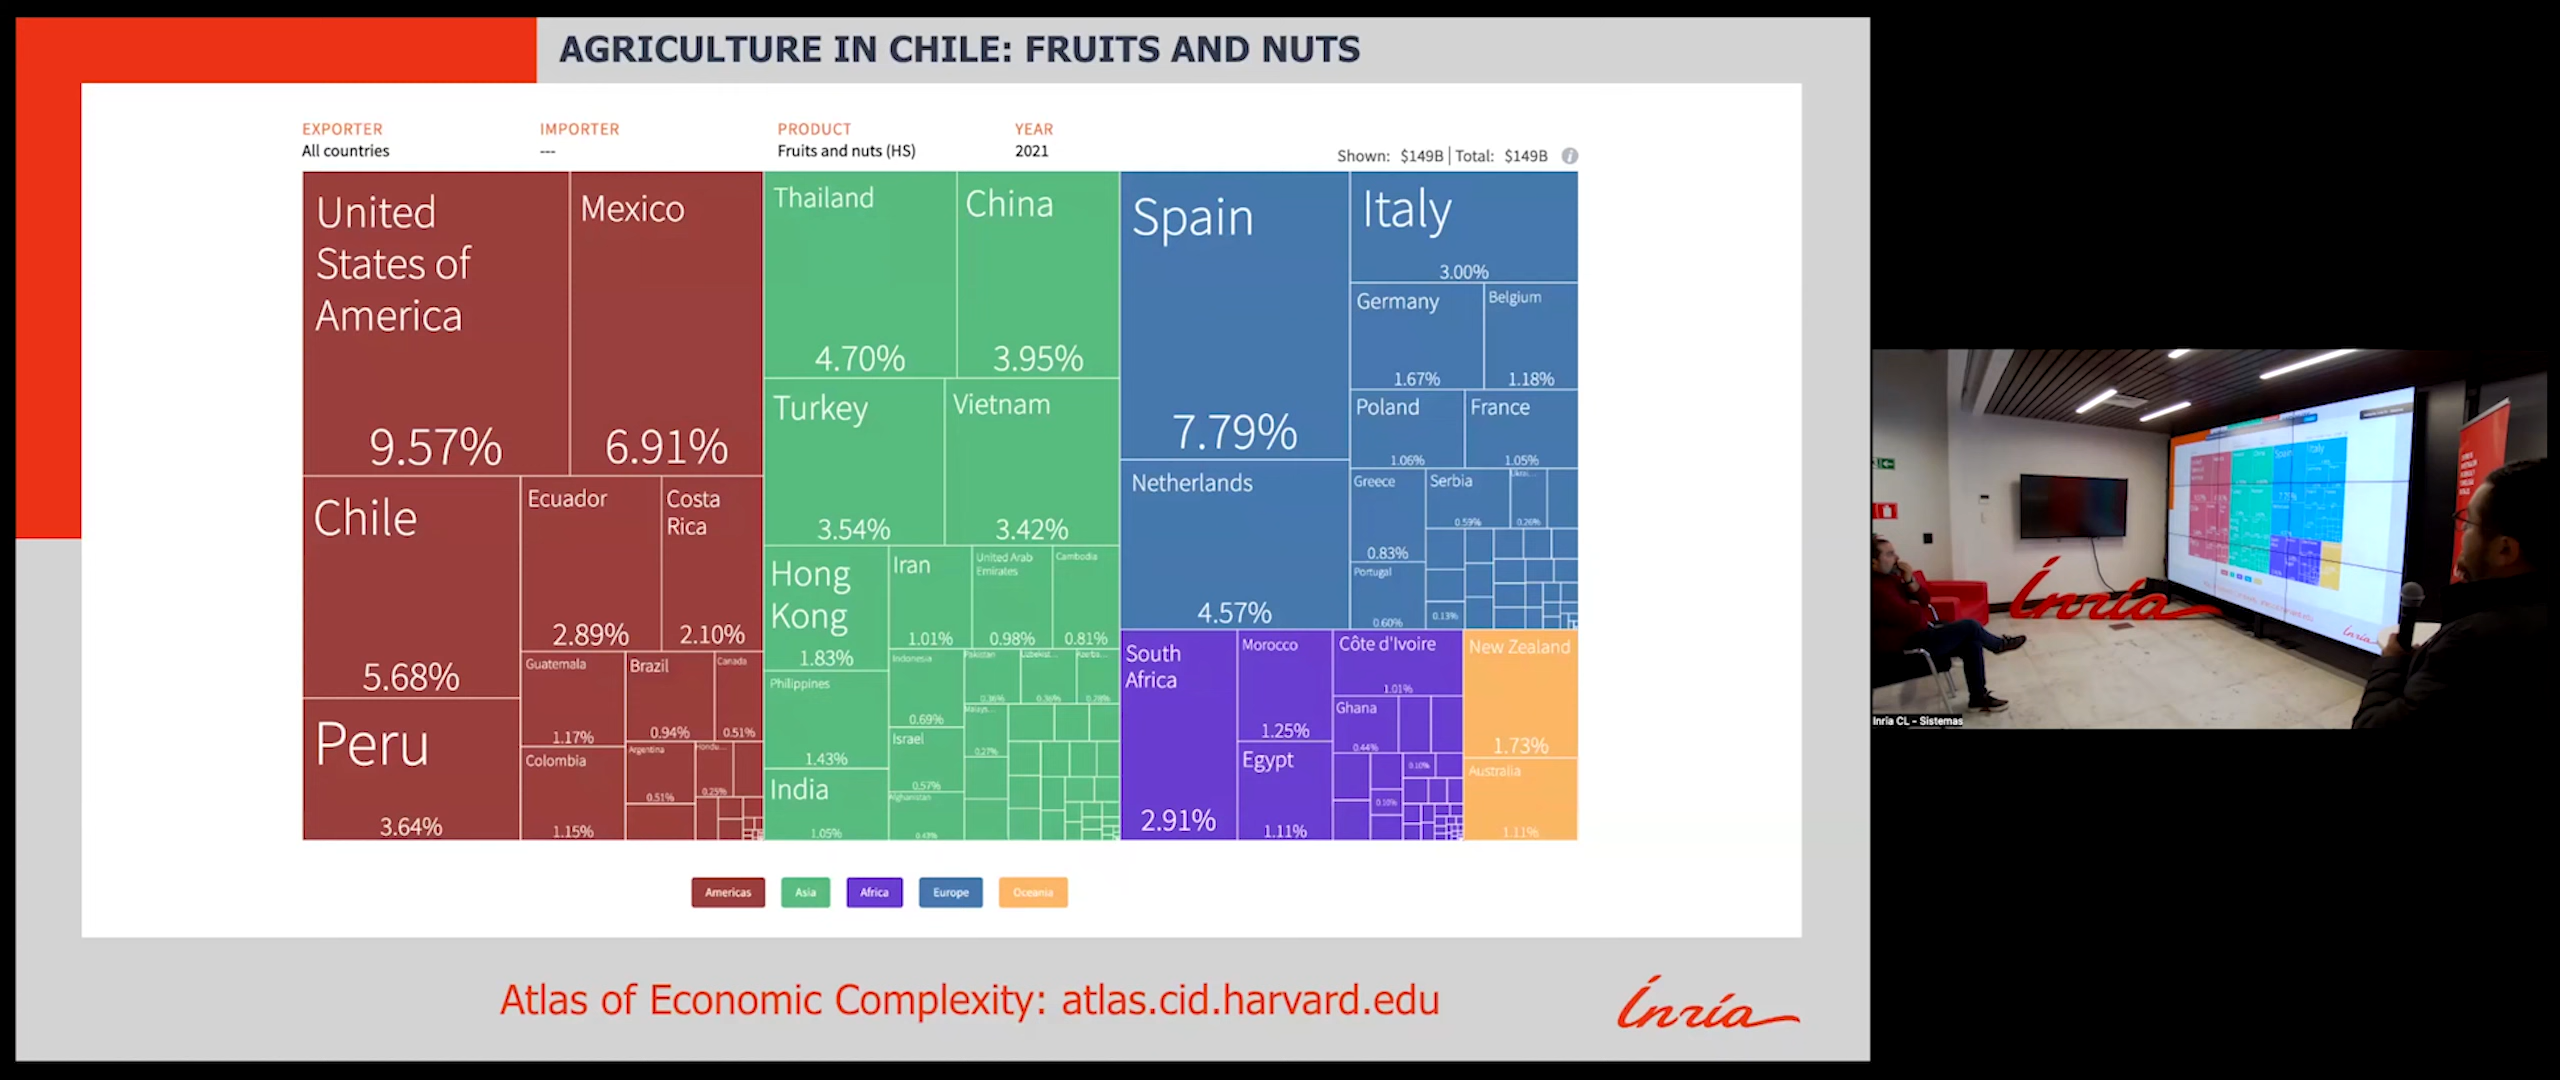 AGRICULTURE IN CHILE: FRUITS AND NUTS
EXPORTER
All countries
IMPORTER
---
PRODUCT
Fruits and nuts (HS)
YEAR
2021
Shown: $149B | Total: $149B
United
States of
America
9.57%
Mexico
6.91%
Chile
5.68%
Peru
3.64%
Ecuador
2.89%
Costa
Rica
2.10%
Guatemala
1.17%
Brazil
0.94%
Canada
0.51%
Colombia
1.15%
Argentina
0.51%
Hondu...
0.25%
Thailand
4.70%
China
3.95%
Turkey
3.54%
Vietnam
3.42%
Hong
Kong
1.83%
Iran
1.01%
United Arab
Emirates
0.98%
Cambodia
0.81%
Philippines
1.43%
India
1.05%
Indonesia
0.69%
Israel
0.57%
Afghanistan
0.43%
Pakistan
0.36%
Uzbekist...
0.36%
Azerba...
0.28%
Malays...
0.27%
Spain
7.79%
Netherlands
4.57%
Italy
3.00%
Germany
1.67%
Belgium
1.18%
Poland
1.06%
France
1.05%
Greece
0.83%
Serbia
0.59%
0.26%
Portugal
0.60%
0.13%
South
Africa
2.91%
Morocco
1.25%
Egypt
1.11%
Côte d'Ivoire
1.01%
Ghana
0.44%
0.10%
0.10%
New Zealand
1.73%
Australia
1.11%
Americas
Asia
Africa
Europe
Oceania
Atlas of Economic Complexity: atlas.cid.harvard.edu
Inria
Inria
Inria CL - Sistemas